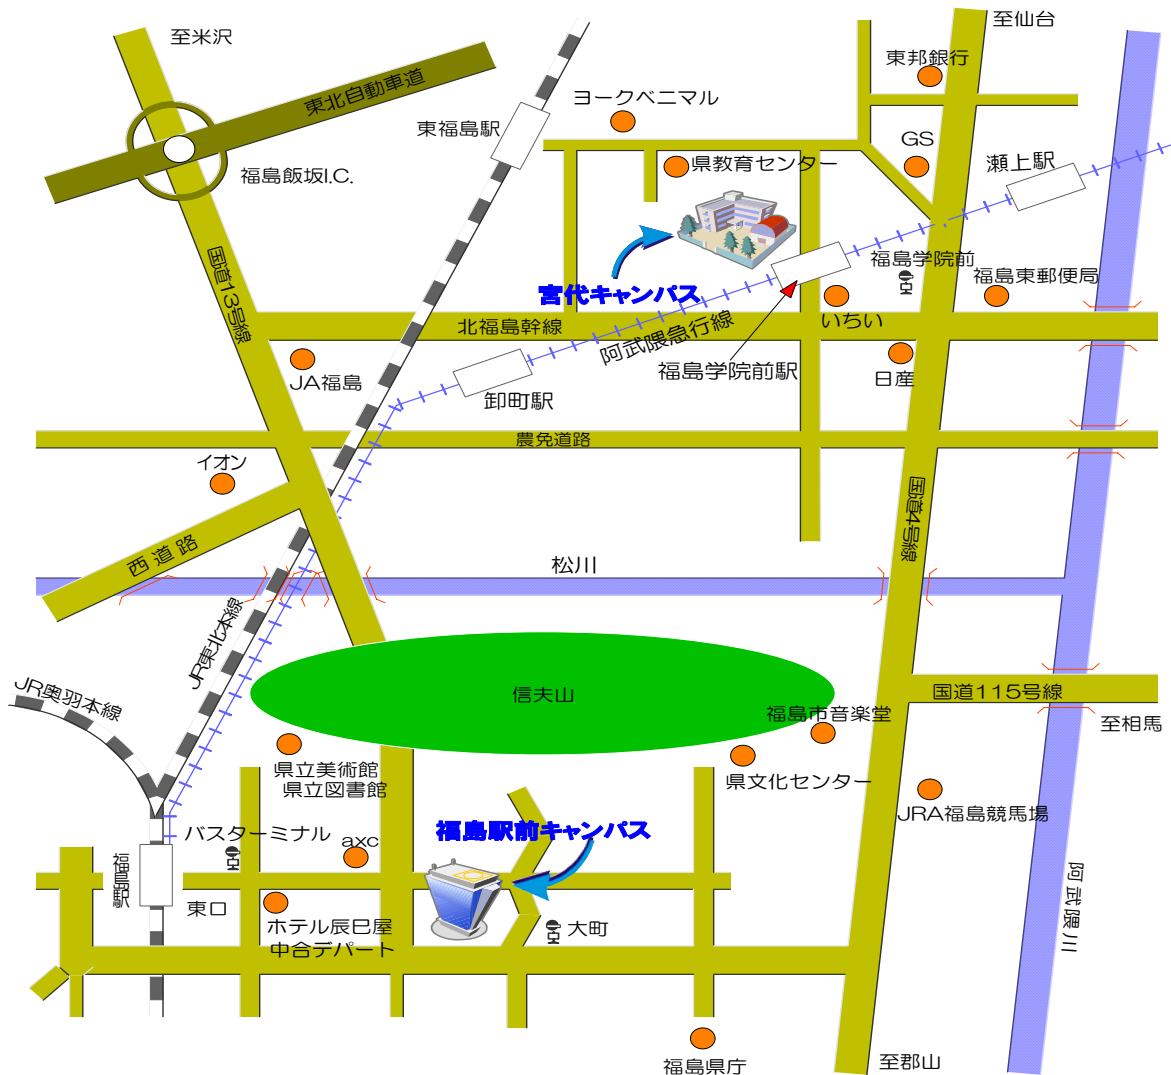 至米沢
至仙台
東北自動車道
東邦銀行
ヨークベニマル
東福島駅
GS
瀬上駅
県教育センター
福島飯坂I.C.
国道13号線
福島学院前
福島東郵便局
宮代キャンパス
北福島幹線
阿武隈急行線
いちい
福島学院前駅
JA福島
日産
卸町駅
農免道路
イオン
国道4号線
西道路
松川
JR東北本線
JR奥羽本線
信夫山
国道115号線
福島市音楽堂
至相馬
県立美術館
県立図書館
県文化センター
JRA福島競馬場
バスターミナル
axc
福島駅前キャンパス
福島駅
東口
ホテル辰巳屋
中合デパート
大町
阿武隈川
福島県庁
至郡山